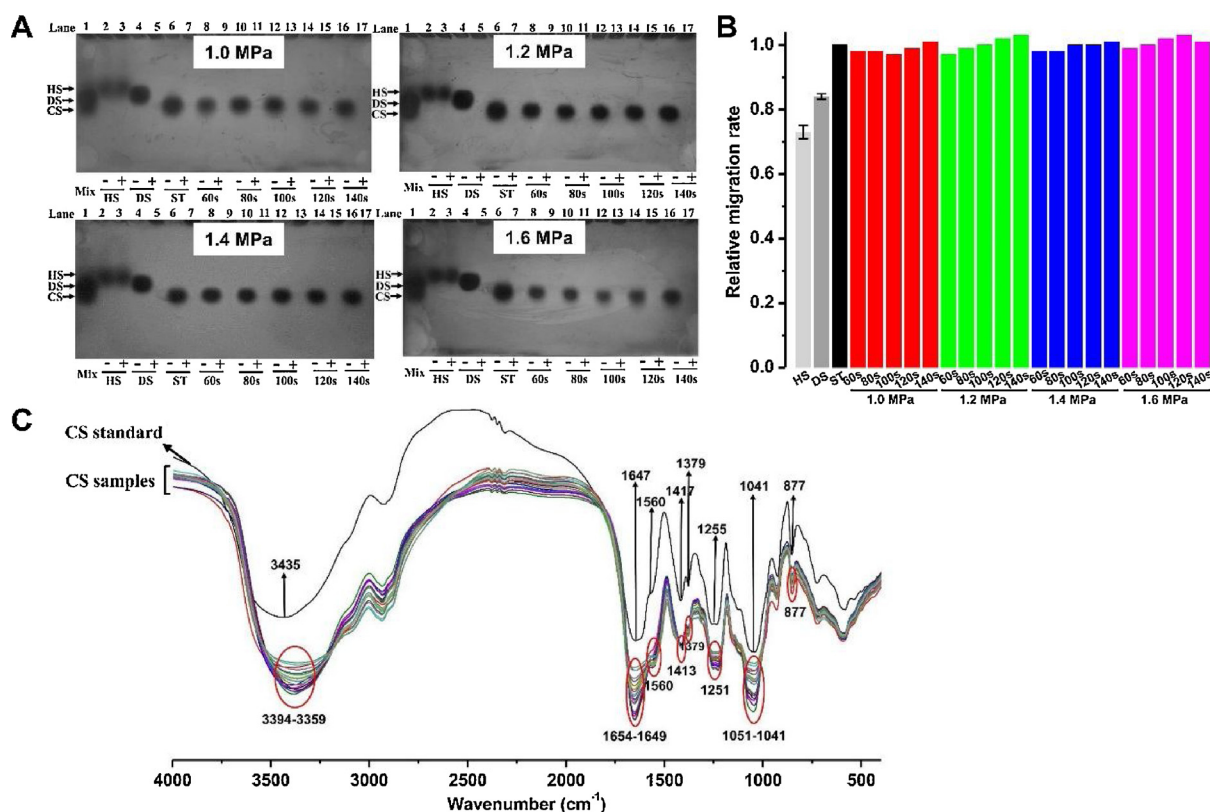 A
Lane 1 2 3 4 5 6 7 8 9 10 11 12 13 14 15 16 17
1.0 MPa
HS
DS
CS
- + - + - + - + - + - + - + - +
Mix HS DS ST 60s 80s 100s 120s 140s
Lane 1 2 3 4 5 6 7 8 9 10 11 12 13 14 15 16 17
1.2 MPa
HS
DS
CS
- + - + - + - + - + - + - + - +
Mix HS DS ST 60s 80s 100s 120s 140s
Lane 1 2 3 4 5 6 7 8 9 10 11 12 13 14 15 16 17
1.4 MPa
HS
DS
CS
- + - + - + - + - + - + - + - +
Mix HS DS ST 60s 80s 100s 120s 140s
1 2 3 4 5 6 7 8 9 10 11 12 13 14 15 16 17
1.6 MPa
HS
DS
CS
- + - + - + - + - + - + - + - +
Mix HS DS ST 60s 80s 100s 120s 140s
B
Relative migration rate
1.0
0.8
0.6
0.4
0.2
0.0
HS DS ST 60s 80s 100s 120s 140s 60s 80s 100s 120s 140s 60s 80s 100s 120s 140s 60s 80s 100s 120s 140s
1.0 MPa 1.2 MPa 1.4 MPa 1.6 MPa
C
CS standard
CS samples
3435
1647
1560
1417
1379
1255
1041
877
3394-3359
1654-1649
1560
1413
1379
1251
1051-1041
877
4000 3500 3000 2500 2000 1500 1000 500
Wavenumber (cm-1)